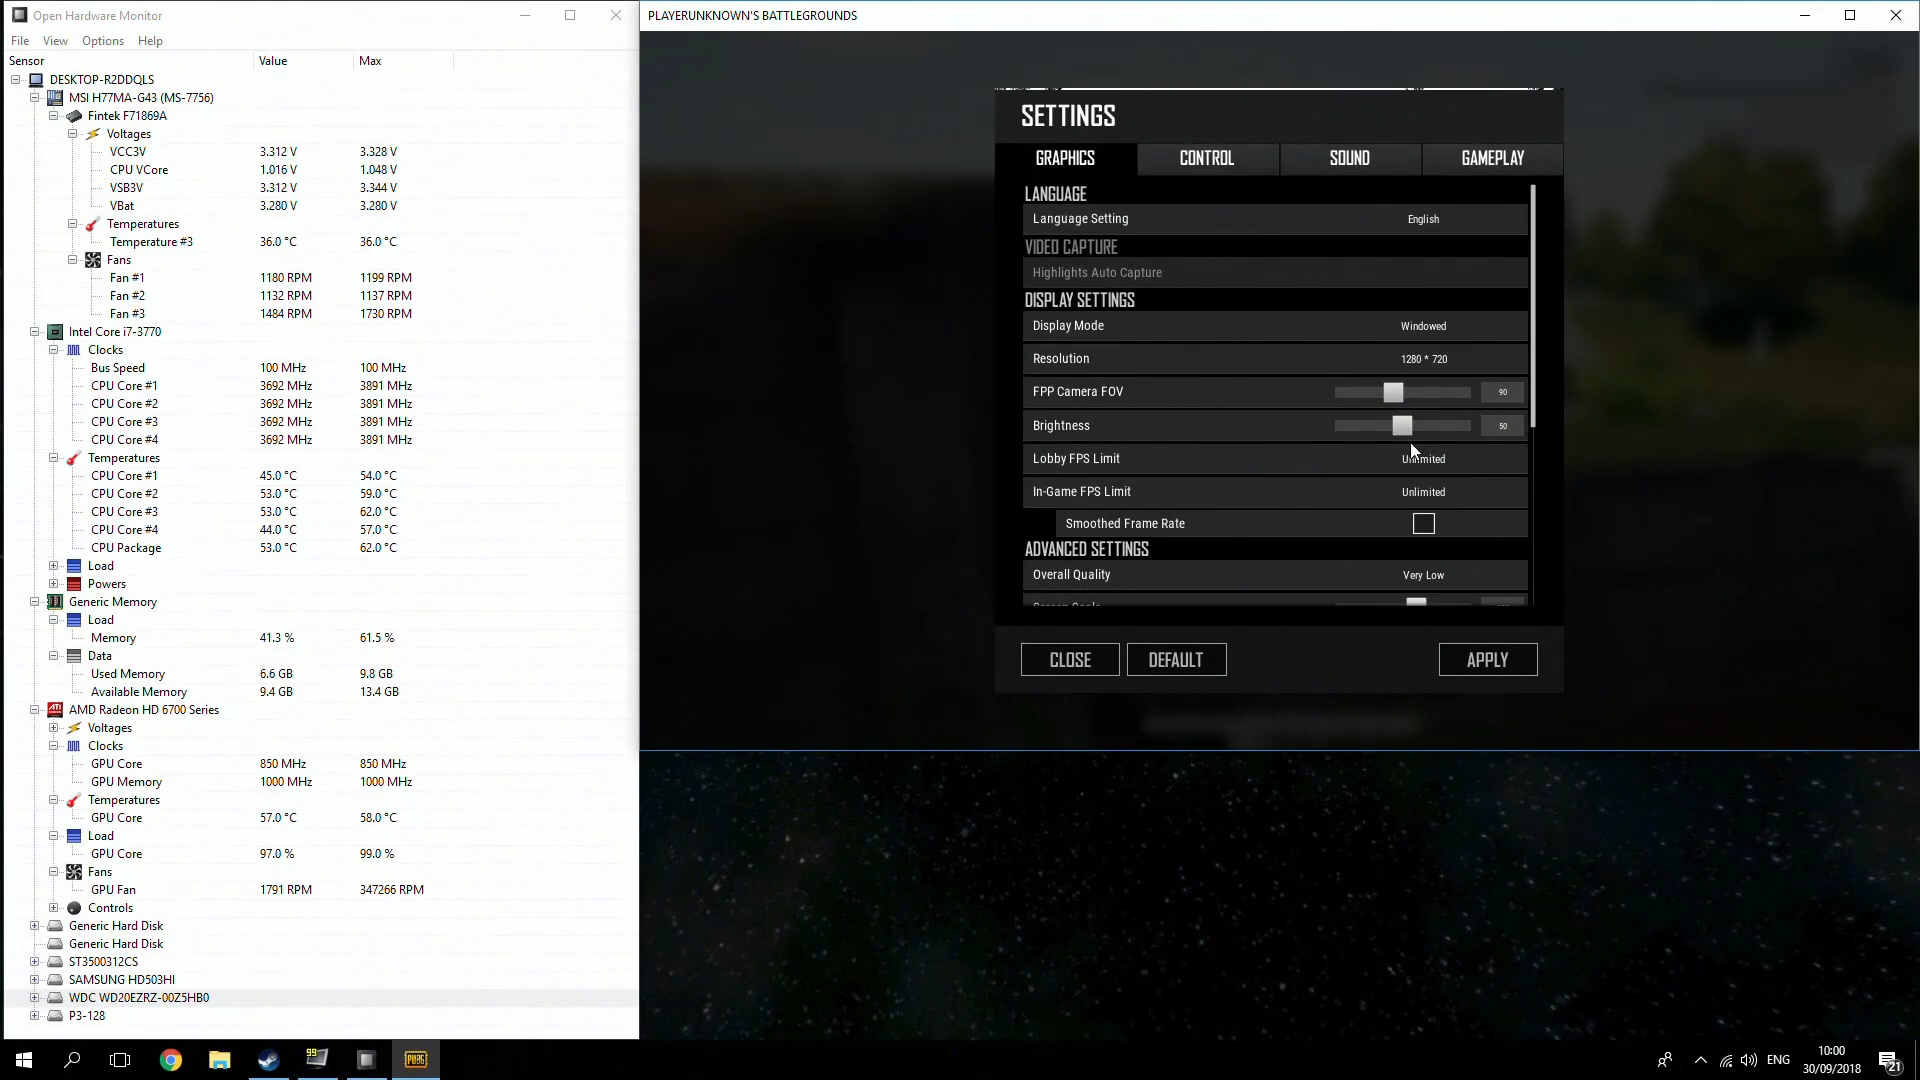 Open Hardware Monitor
File View Options Help
Sensor Value Max
DESKTOP-R2DDQLS
MSI H77MA-G43 (MS-7756)
Fintek F71869A
Voltages
VCC3V 3.312 V 3.328 V
CPU VCore 1.016 V 1.048 V
VSB3V 3.312 V 3.344 V
VBat 3.280 V 3.280 V
Temperatures
Temperature #3 36.0 °C 36.0 °C
Fans
Fan #1 1180 RPM 1199 RPM
Fan #2 1132 RPM 1137 RPM
Fan #3 1484 RPM 1730 RPM
Intel Core i7-3770
Clocks
Bus Speed 100 MHz 100 MHz
CPU Core #1 3692 MHz 3891 MHz
CPU Core #2 3692 MHz 3891 MHz
CPU Core #3 3692 MHz 3891 MHz
CPU Core #4 3692 MHz 3891 MHz
Temperatures
CPU Core #1 45.0 °C 54.0 °C
CPU Core #2 53.0 °C 59.0 °C
CPU Core #3 53.0 °C 62.0 °C
CPU Core #4 44.0 °C 57.0 °C
CPU Package 53.0 °C 62.0 °C
Load
Powers
Generic Memory
Load
Memory 41.3 % 61.5 %
Data
Used Memory 6.6 GB 9.8 GB
Available Memory 9.4 GB 13.4 GB
ATI AMD Radeon HD 6700 Series
Voltages
Clocks
GPU Core 850 MHz 850 MHz
GPU Memory 1000 MHz 1000 MHz
Temperatures
GPU Core 57.0 °C 58.0 °C
Load
GPU Core 97.0 % 99.0 %
Fans
GPU Fan 1791 RPM 347266 RPM
Controls
Generic Hard Disk
Generic Hard Disk
ST3500312CS
SAMSUNG HD503HI
WDC WD20EZRZ-00Z5HB0
P3-128
PLAYERUNKNOWN'S BATTLEGROUNDS
SETTINGS
GRAPHICS CONTROL SOUND GAMEPLAY
LANGUAGE
Language Setting English
VIDEO CAPTURE
Highlights Auto Capture
DISPLAY SETTINGS
Display Mode Windowed
Resolution 1280 * 720
FPP Camera FOV 90
Brightness 50
Lobby FPS Limit Unlimited
In-Game FPS Limit Unlimited
Smoothed Frame Rate
ADVANCED SETTINGS
Overall Quality Very Low
CLOSE DEFAULT APPLY
99 PUBG ENG 10:00
30/09/2018 21